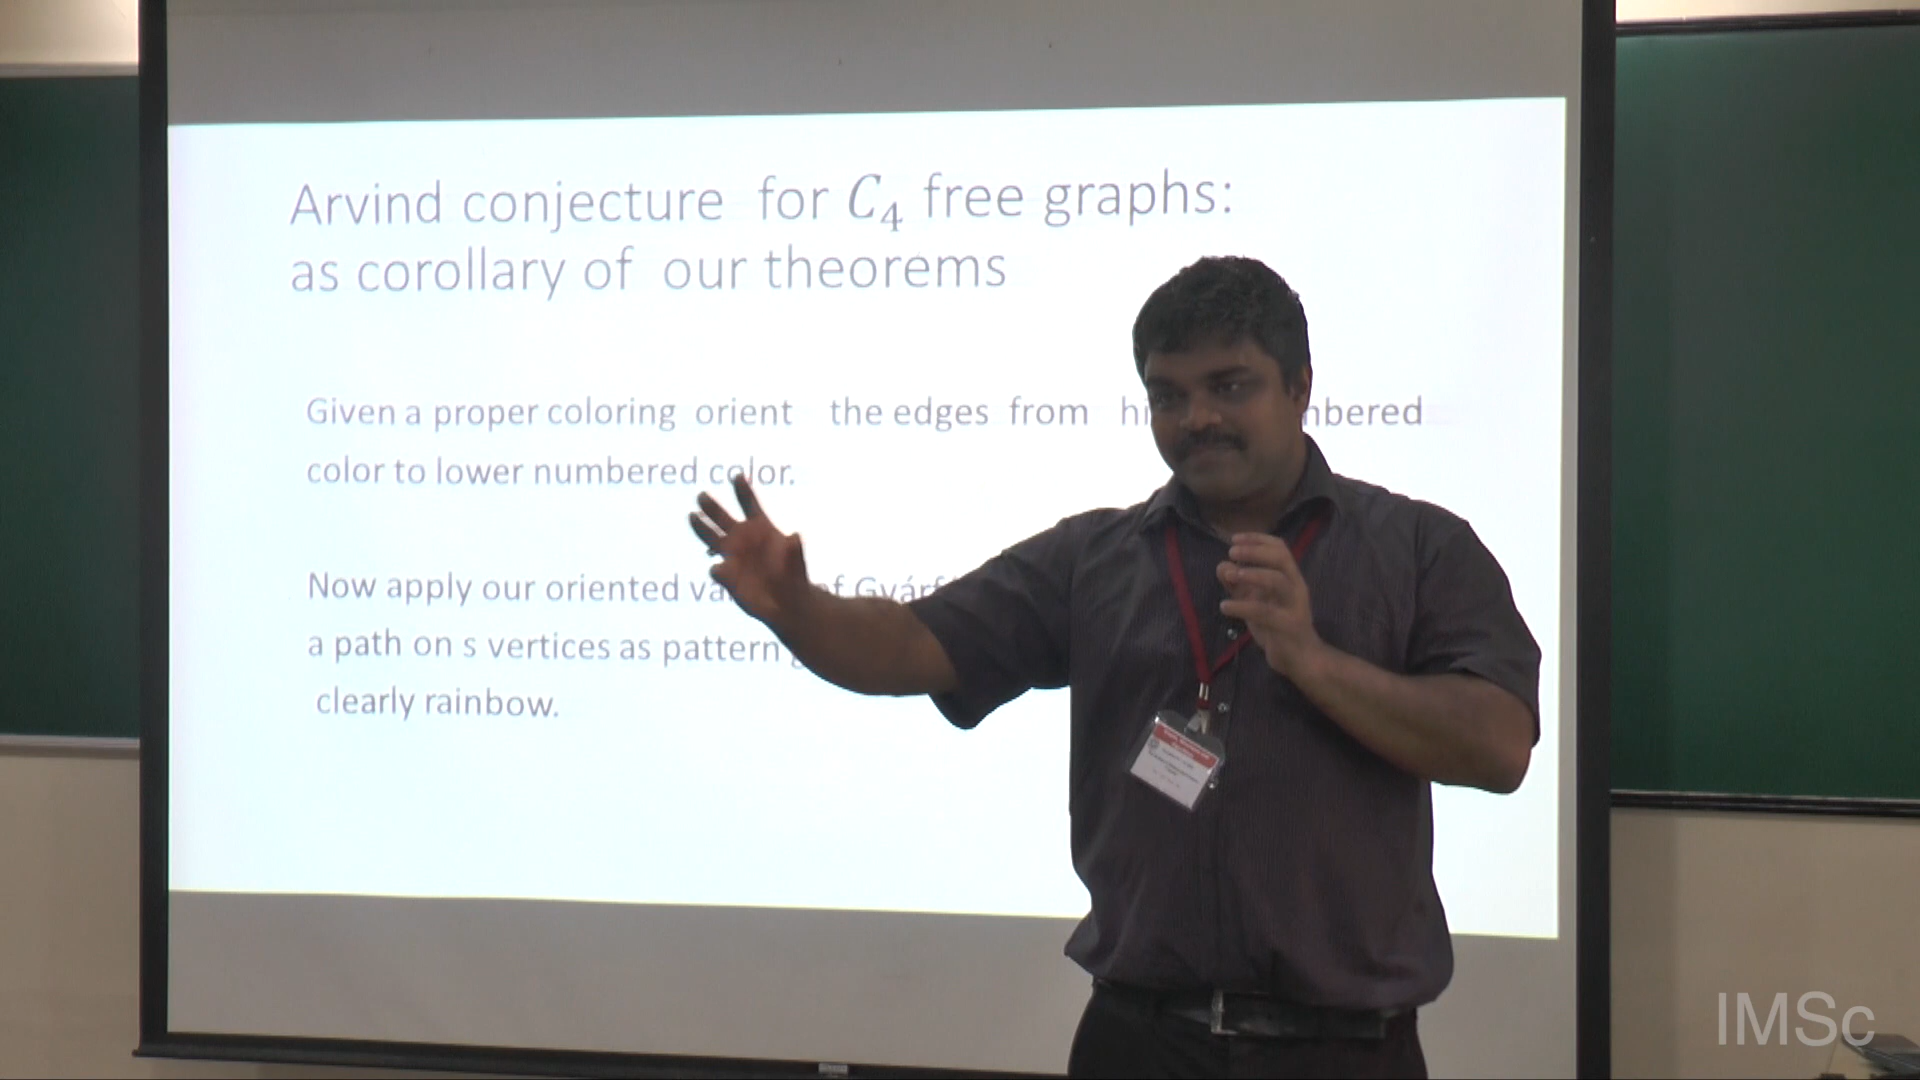 Arvind conjecture for C₄ free graphs:
as corollary of our theorems
Given a proper coloring orient the edges from
color to lower numbered color.
Now apply our oriented of
a path on s vertices as pattern
clearly rainbow.
IMSc